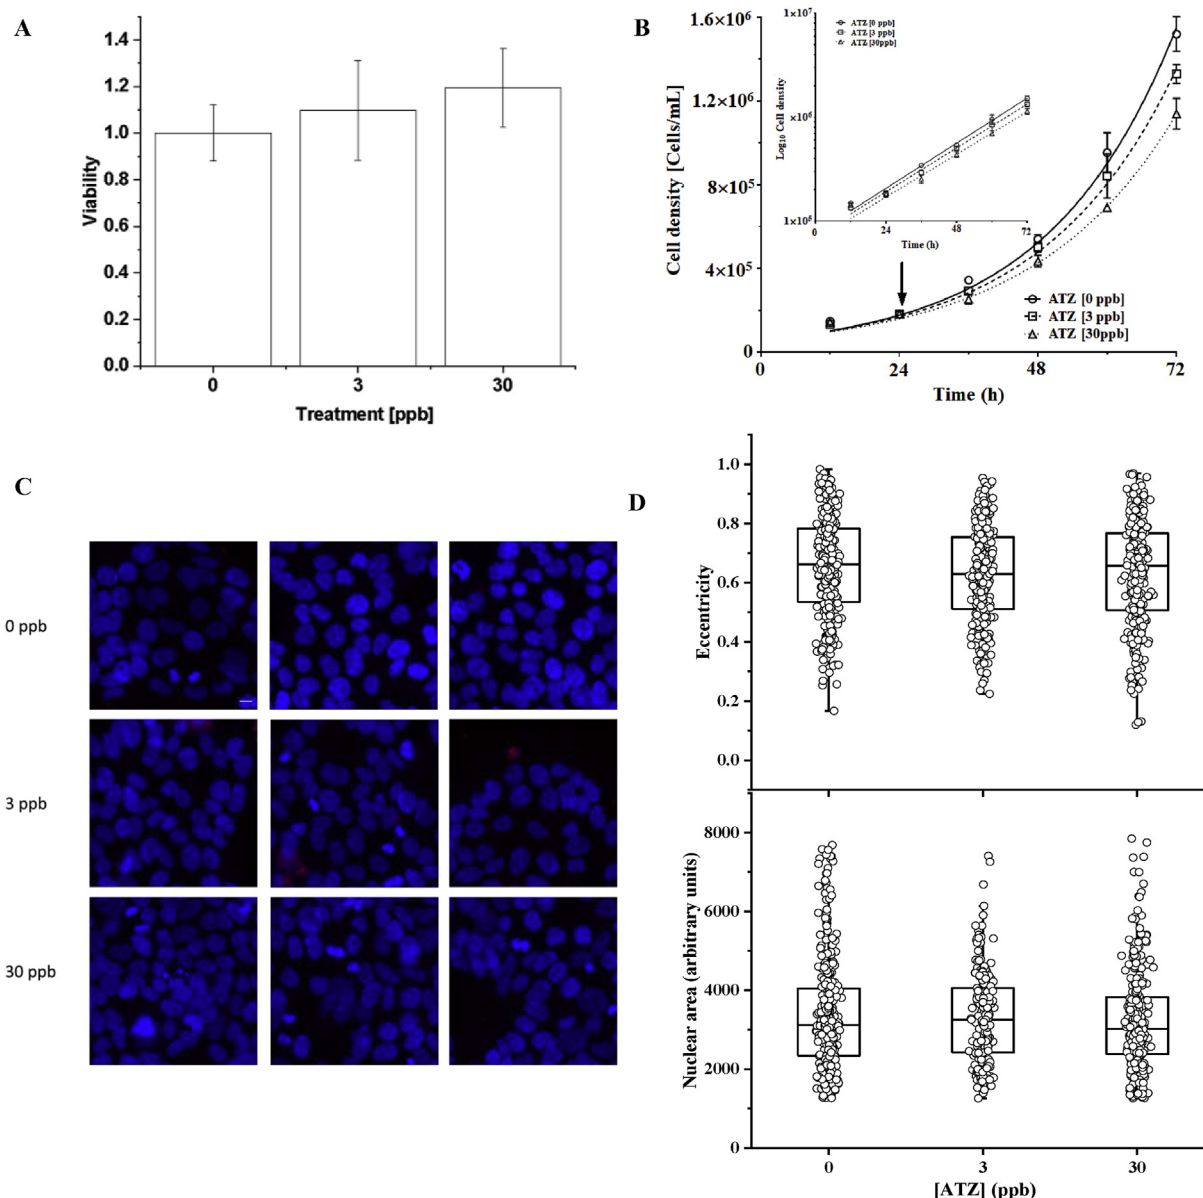 A
1.4
1.2
1.0
0.8
0.6
0.4
0.2
0.0
Viability
0
3
30
Treatment [ppb]
B
1.6×10⁶
1.2×10⁶
8×10⁵
4×10⁵
0
Cell density [Cells/mL]
0
24
48
72
Time (h)
ATZ [0 ppb]
ATZ [3 ppb]
ATZ [30ppb]
1×10⁷
×10⁶
1×10⁵
Log₁₀ Cell density
0
24
48
72
Time (h)
ATZ [0 ppb]
ATZ [3 ppb]
ATZ [30ppb]
C
0 ppb
3 ppb
30 ppb
D
1.0
0.8
0.6
0.4
0.2
0.0
Eccentricity
8000
6000
4000
2000
0
Nuclear area (arbitrary units)
0
3
30
[ATZ] (ppb)